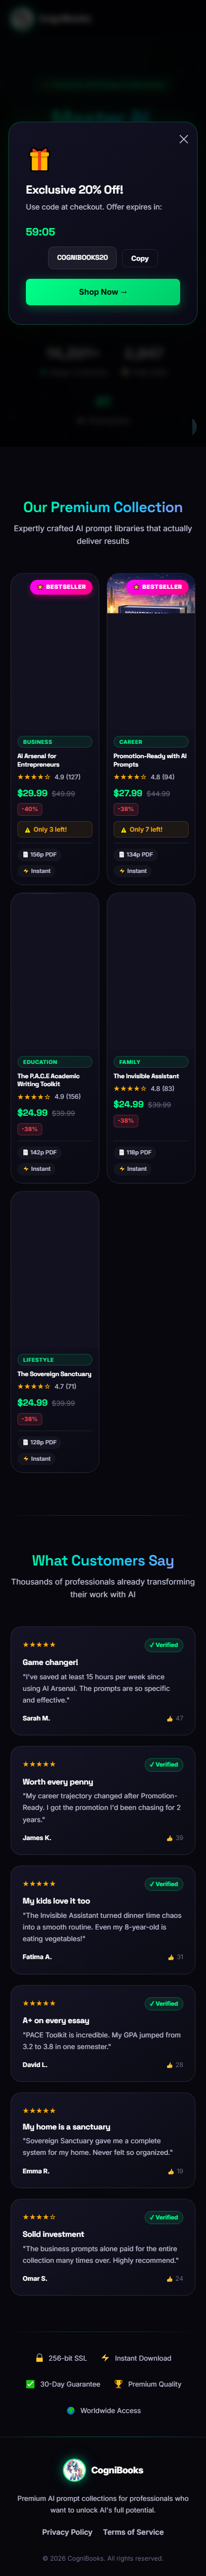 CogniBooks
Exclusive 20% Off!
Use code at checkout. Offer expires in:
59:05
COGNIBOOKS20
Copy
Shop Now →
Our Premium Collection
Expertly crafted AI prompt libraries that actually
deliver results
★ BESTSELLER
BUSINESS
AI Arsenal for
Entrepreneurs
★★★★☆ 4.9 (127)
$29.99 $49.99
-40%
Only 3 left!
156p PDF
Instant
★ BESTSELLER
CAREER
Promotion-Ready with AI
Prompts
★★★★☆ 4.8 (94)
$27.99 $44.99
-38%
Only 7 left!
134p PDF
Instant
EDUCATION
The P.A.C.E Academic
Writing Toolkit
★★★★☆ 4.9 (156)
$24.99 $39.99
-38%
142p PDF
Instant
FAMILY
The Invisible Assistant
★★★★☆ 4.8 (83)
$24.99 $39.99
-38%
118p PDF
Instant
LIFESTYLE
The Sovereign Sanctuary
★★★★☆ 4.7 (71)
$24.99 $39.99
-38%
128p PDF
Instant
What Customers Say
Thousands of professionals already transforming
their work with AI
★★★★★ ✓ Verified
Game changer!
"I've saved at least 15 hours per week since
using AI Arsenal. The prompts are so specific
and effective."
Sarah M. 47
★★★★★ ✓ Verified
Worth every penny
"My career trajectory changed after Promotion-
Ready. I got the promotion I'd been chasing for 2
years."
James K. 39
★★★★★ ✓ Verified
My kids love it too
"The Invisible Assistant turned dinner time chaos
into a smooth routine. Even my 8-year-old is
eating vegetables!"
Fatima A. 31
★★★★★ ✓ Verified
A+ on every essay
"PACE Toolkit is incredible. My GPA jumped from
3.2 to 3.8 in one semester."
David L. 28
★★★★★
My home is a sanctuary
"Sovereign Sanctuary gave me a complete
system for my home. Never felt so organized."
Emma R. 19
★★★★☆ ✓ Verified
Solid investment
"The business prompts alone paid for the entire
collection many times over. Highly recommend."
Omar S. 24
256-bit SSL
Instant Download
30-Day Guarantee
Premium Quality
Worldwide Access
CogniBooks
Premium AI prompt collections for professionals who
want to unlock AI's full potential.
Privacy Policy
Terms of Service
© 2026 CogniBooks. All rights reserved.